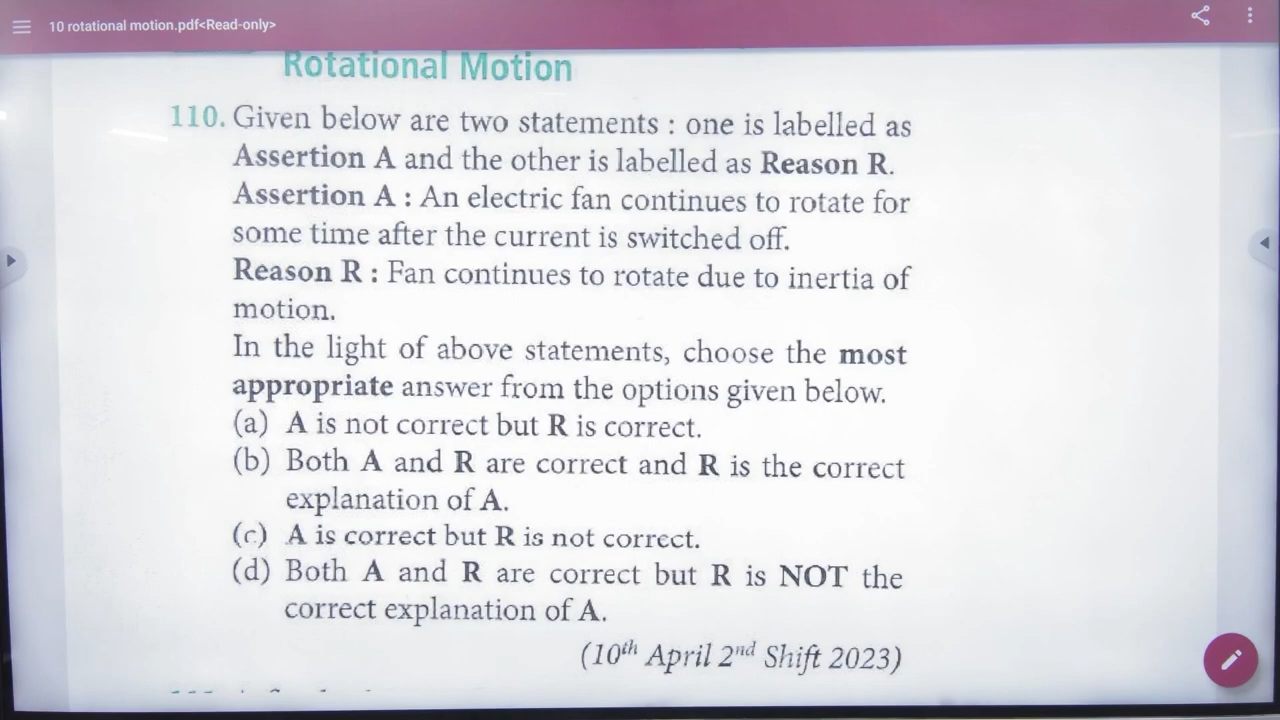 10 rotational motion.pdf<Read-only>
Rotational Motion
110. Given below are two statements : one is labelled as
Assertion A and the other is labelled as Reason R.
Assertion A : An electric fan continues to rotate for
some time after the current is switched off.
Reason R : Fan continues to rotate due to inertia of
motion.
In the light of above statements, choose the most
appropriate answer from the options given below.
(a) A is not correct but R is correct.
(b) Both A and R are correct and R is the correct
explanation of A.
(c) A is correct but R is not correct.
(d) Both A and R are correct but R is NOT the
correct explanation of A.
(10th April 2nd Shift 2023)